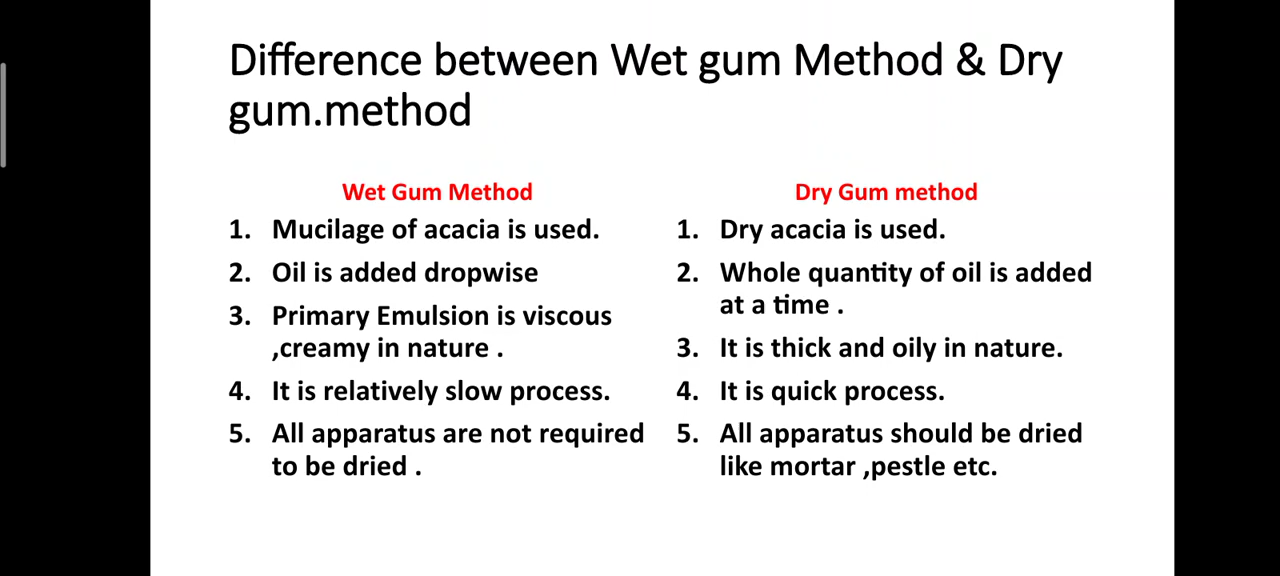 Difference between Wet gum Method & Dry
gum.method
Wet Gum Method
1. Mucilage of acacia is used.
2. Oil is added dropwise
3. Primary Emulsion is viscous
,creamy in nature .
4. It is relatively slow process.
5. All apparatus are not required
to be dried .
Dry Gum method
1. Dry acacia is used.
2. Whole quantity of oil is added
at a time .
3. It is thick and oily in nature.
4. It is quick process.
5. All apparatus should be dried
like mortar ,pestle etc.